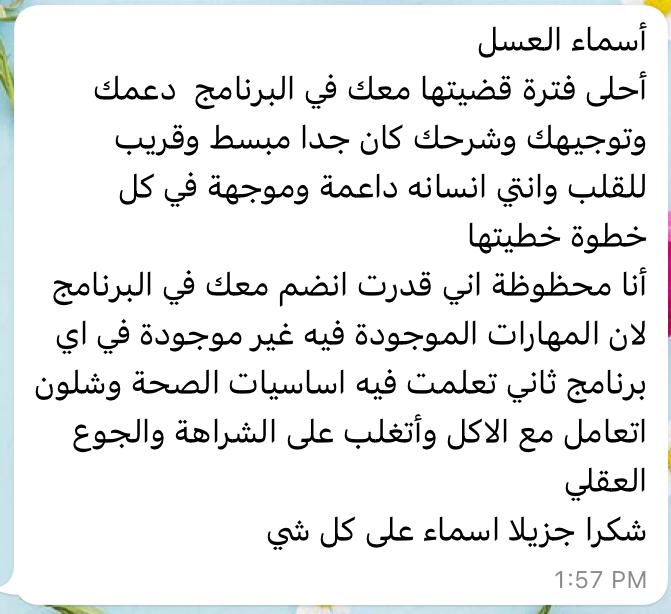 أسماء العسل
أحلى فترة قضيتها معك في البرنامج دعمك
وتوجيهك وشرحك كان جدا مبسط وقريب
للقلب وانتي انسانه داعمة وموجهة في كل
خطوة خطيتها
أنا محظوظة اني قدرت انضم معك في البرنامج
لان المهارات الموجودة فيه غير موجودة في اي
برنامج ثاني تعلمت فيه اساسيات الصحة وشلون
اتعامل مع الاكل وأتغلب على الشراهة والجوع
العقلي
شكرا جزيلا اسماء على كل شي
1:57 PM